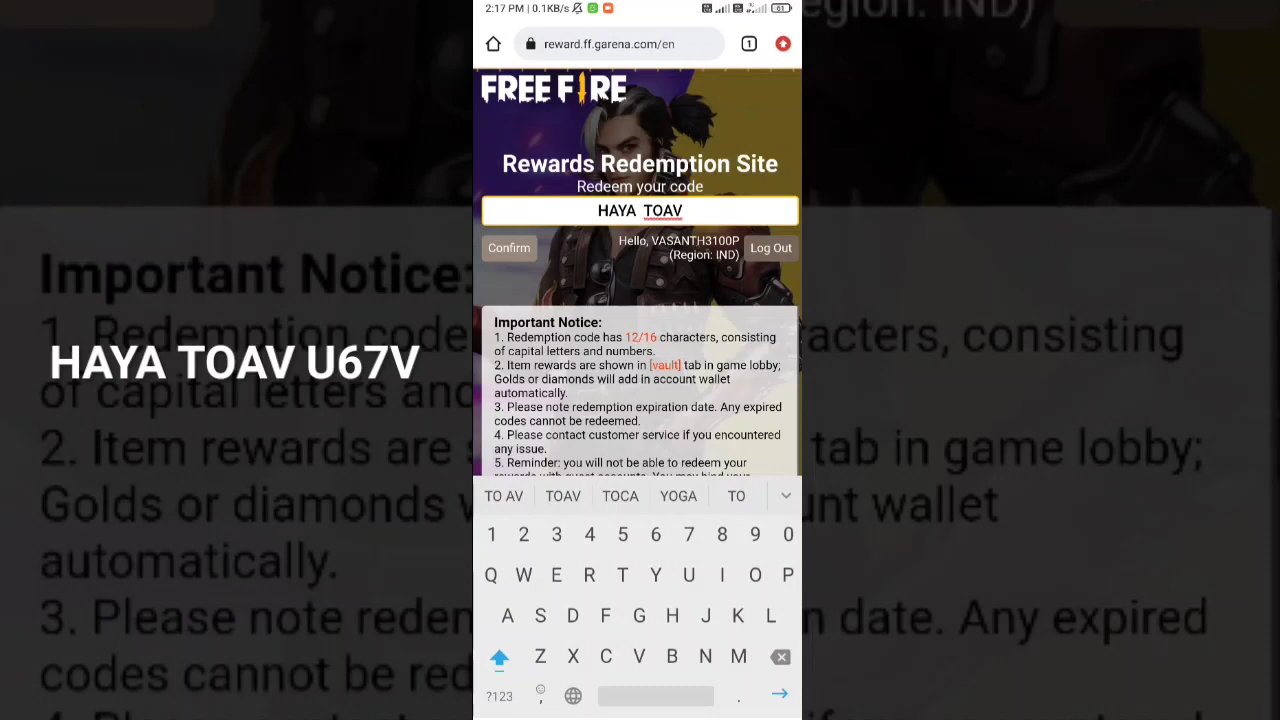 2:17 PM | 0.1KB/s
61
reward.ff.garena.com/en
1
FREE FIRE
Rewards Redemption Site
Redeem your code
HAYA TOAV
Confirm
Hello, VASANTH3100P
(Region: IND)
Log Out
Important Notice:
1. Redemption code has 12/16 characters, consisting
of capital letters and numbers.
2. Item rewards are shown in [vault] tab in game lobby;
Golds or diamonds will add in account wallet
automatically.
3. Please note redemption expiration date. Any expired
codes cannot be redeemed.
4. Please contact customer service if you encountered
any issue.
5. Reminder: you will not be able to redeem your
TO AV TOAV TOCA YOGA TO
1 2 3 4 5 6 7 8 9 0
Q W E R T Y U I O P
A S D F G H J K L
Z X C V B N M
?123 , .
HAYA TOAV U67V
IND)
Important Notice:
1. Redemption code
acters, consisting
of capital letters and
2. Item rewards are s
tab in game lobby;
Golds or diamonds w
unt wallet
automatically.
3. Please note reden
date. Any expired
codes cannot be red